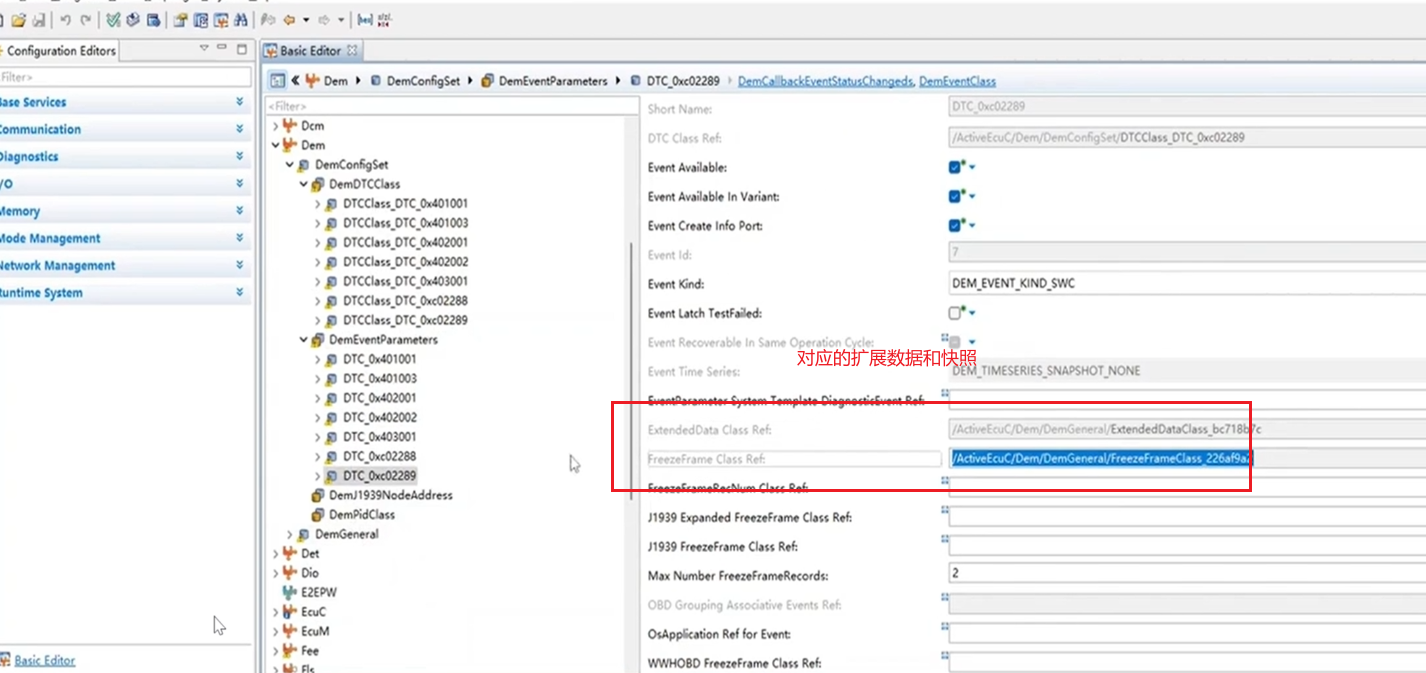 Configuration Editors
Filter>
Base Services
Communication
Diagnostics
I/O
Memory
Mode Management
Network Management
Runtime System
Basic Editor
Basic Editor
Dem
DemConfigSet
DemEventParameters
DTC_0xc02289
DemCallbackEventStatusChangeds, DemEventClass
<Filter>
Dcm
Dem
DemConfigSet
DemDTCClass
DTCClass_DTC_0x401001
DTCClass_DTC_0x401003
DTCClass_DTC_0x402001
DTCClass_DTC_0x402002
DTCClass_DTC_0x403001
DTCClass_DTC_0xc02288
DTCClass_DTC_0xc02289
DemEventParameters
DTC_0x401001
DTC_0x401003
DTC_0x402001
DTC_0x402002
DTC_0x403001
DTC_0xc02288
DTC_0xc02289
DemJ1939NodeAddress
DemPidClass
DemGeneral
Det
Dio
E2EPW
EcuC
EcuM
Fee
Fls
Short Name: DTC_0xc02289
DTC Class Ref: /ActiveEcuC/Dem/DemConfigSet/DTCClass_DTC_0xc02289
Event Available:
Event Available In Variant:
Event Create Info Port:
Event Id: 7
Event Kind: DEM_EVENT_KIND_SWC
Event Latch TestFailed:
Event Recoverable In Same Operation Cycle:
对应的扩展数据和快照
Event Time Series: DEM_TIMESERIES_SNAPSHOT_NONE
EventParameter System Template DiagnosticEvent Ref:
ExtendedData Class Ref: /ActiveEcuC/Dem/DemGeneral/ExtendedDataClass_bc718b7c
FreezeFrame Class Ref: /ActiveEcuC/Dem/DemGeneral/FreezeFrameClass_226af9a
FreezeFrameRecNum Class Ref:
J1939 Expanded FreezeFrame Class Ref:
J1939 FreezeFrame Class Ref:
Max Number FreezeFrameRecords: 2
OBD Grouping Associative Events Ref:
OsApplication Ref for Event:
WWHOBD FreezeFrame Class Ref: